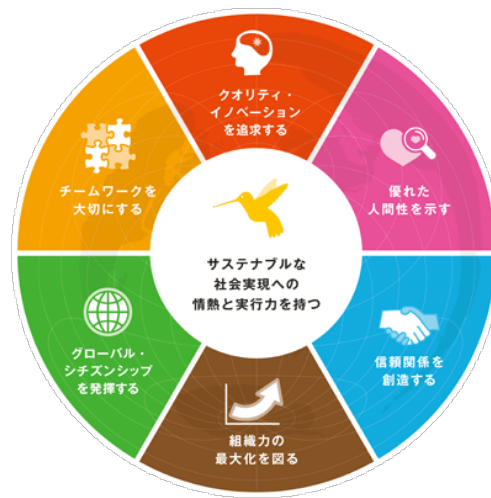 クオリティ・
イノベーション
を追求する
優れた
人間性を示す
信頼関係を
創造する
組織力の
最大化を図る
グローバル・
シチズンシップ
を発揮する
チームワークを
大切にする
サステナブルな
社会実現への
情熱と実行力を持つ